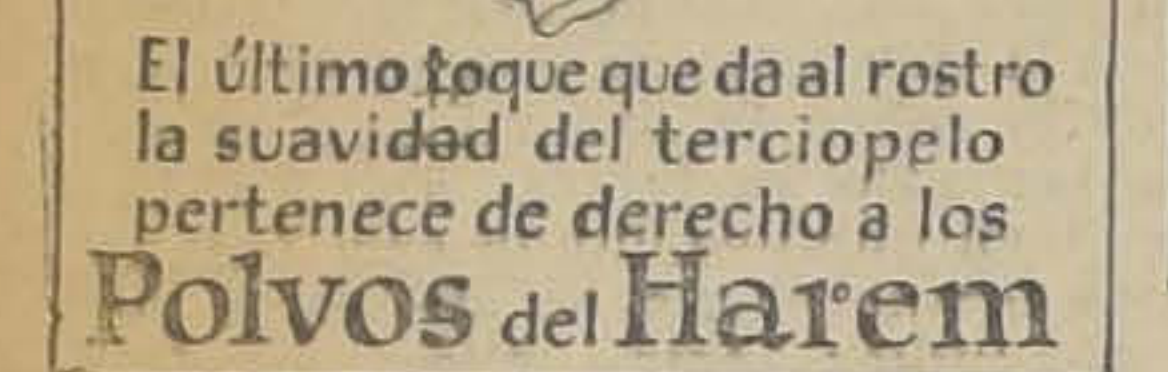 El último toque que da al rostro
la suavidad del terciopelo
pertenece de derecho a los
Polvos del Harem